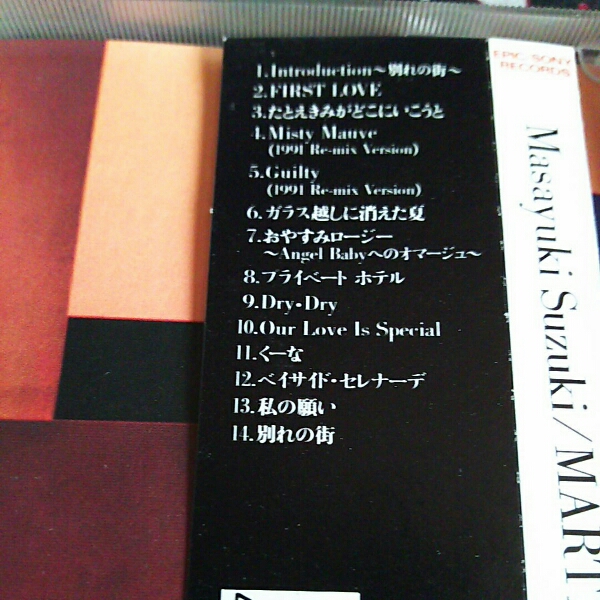 1.Introduction～別れの街～
2.FIRST LOVE
3.たとえきみがどこにいこうと
4.Misty Mauve
(1991 Re-mix Version)
5.Guilty
(1991 Re-mix Version)
6.ガラス越しに消えた夏
7.おやすみロージー
～Angel Babyへのオマージュ～
8.プライベート ホテル
9.Dry・Dry
10.Our Love Is Special
11.くーな
12.ベイサイド・セレナーデ
13.私の願い
14.別れの街
EPIC/SONY
RECORDS
Masayuki Suzuki/MART